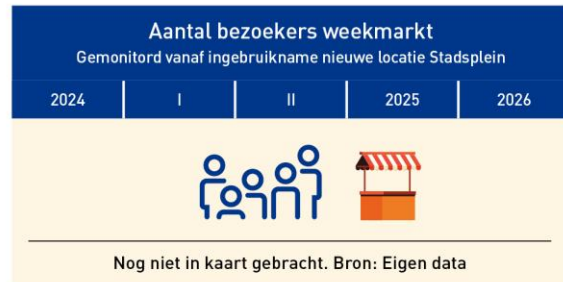 Aantal bezoekers weekmarkt
Gemonitord vanaf ingebruikname nieuwe locatie Stadsplein
2024 I II 2025 2026
Nog niet in kaart gebracht. Bron: Eigen data